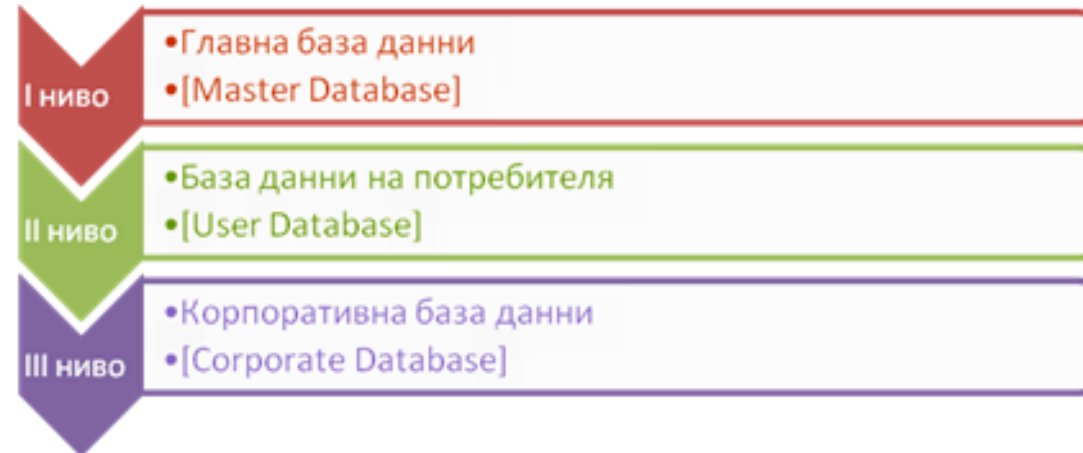 I ниво
•Главна база данни
•[Master Database]
II ниво
•База данни на потребителя
•[User Database]
III ниво
•Корпоративна база данни
•[Corporate Database]